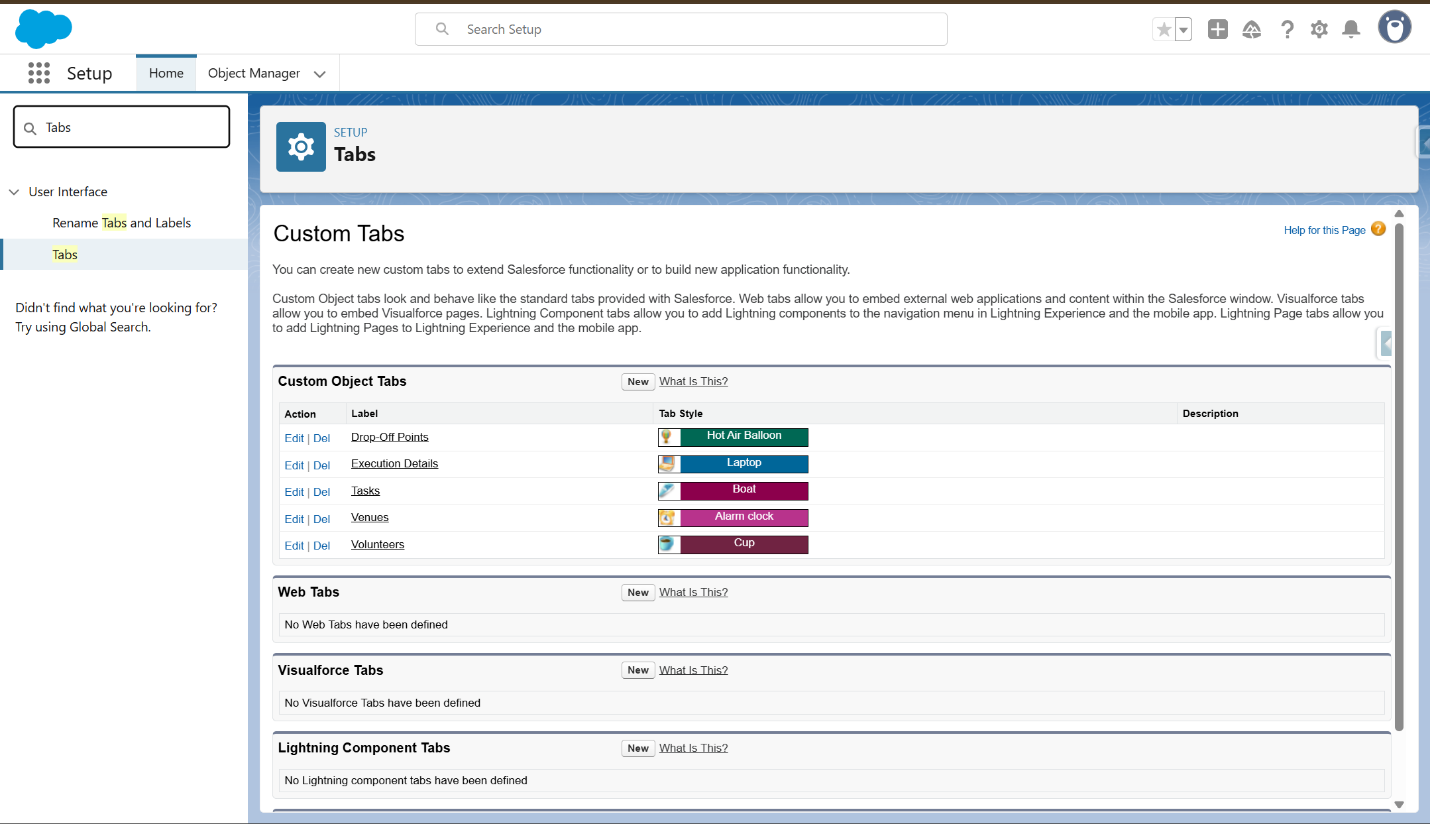 Search Setup
Setup
Home
Object Manager
Tabs
User Interface
Rename Tabs and Labels
Tabs
Didn't find what you're looking for?
Try using Global Search.
SETUP
Tabs
Custom Tabs
Help for this Page ?
You can create new custom tabs to extend Salesforce functionality or to build new application functionality.
Custom Object tabs look and behave like the standard tabs provided with Salesforce. Web tabs allow you to embed external web applications and content within the Salesforce window. Visualforce tabs
allow you to embed Visualforce pages. Lightning Component tabs allow you to add Lightning components to the navigation menu in Lightning Experience and the mobile app. Lightning Page tabs allow you
to add Lightning Pages to Lightning Experience and the mobile app.
Custom Object Tabs New What Is This?
Action Label Tab Style Description
Edit | Del Drop-Off Points Hot Air Balloon
Edit | Del Execution Details Laptop
Edit | Del Tasks Boat
Edit | Del Venues Alarm clock
Edit | Del Volunteers Cup
Web Tabs New What Is This?
No Web Tabs have been defined
Visualforce Tabs New What Is This?
No Visualforce Tabs have been defined
Lightning Component Tabs New What Is This?
No Lightning component tabs have been defined